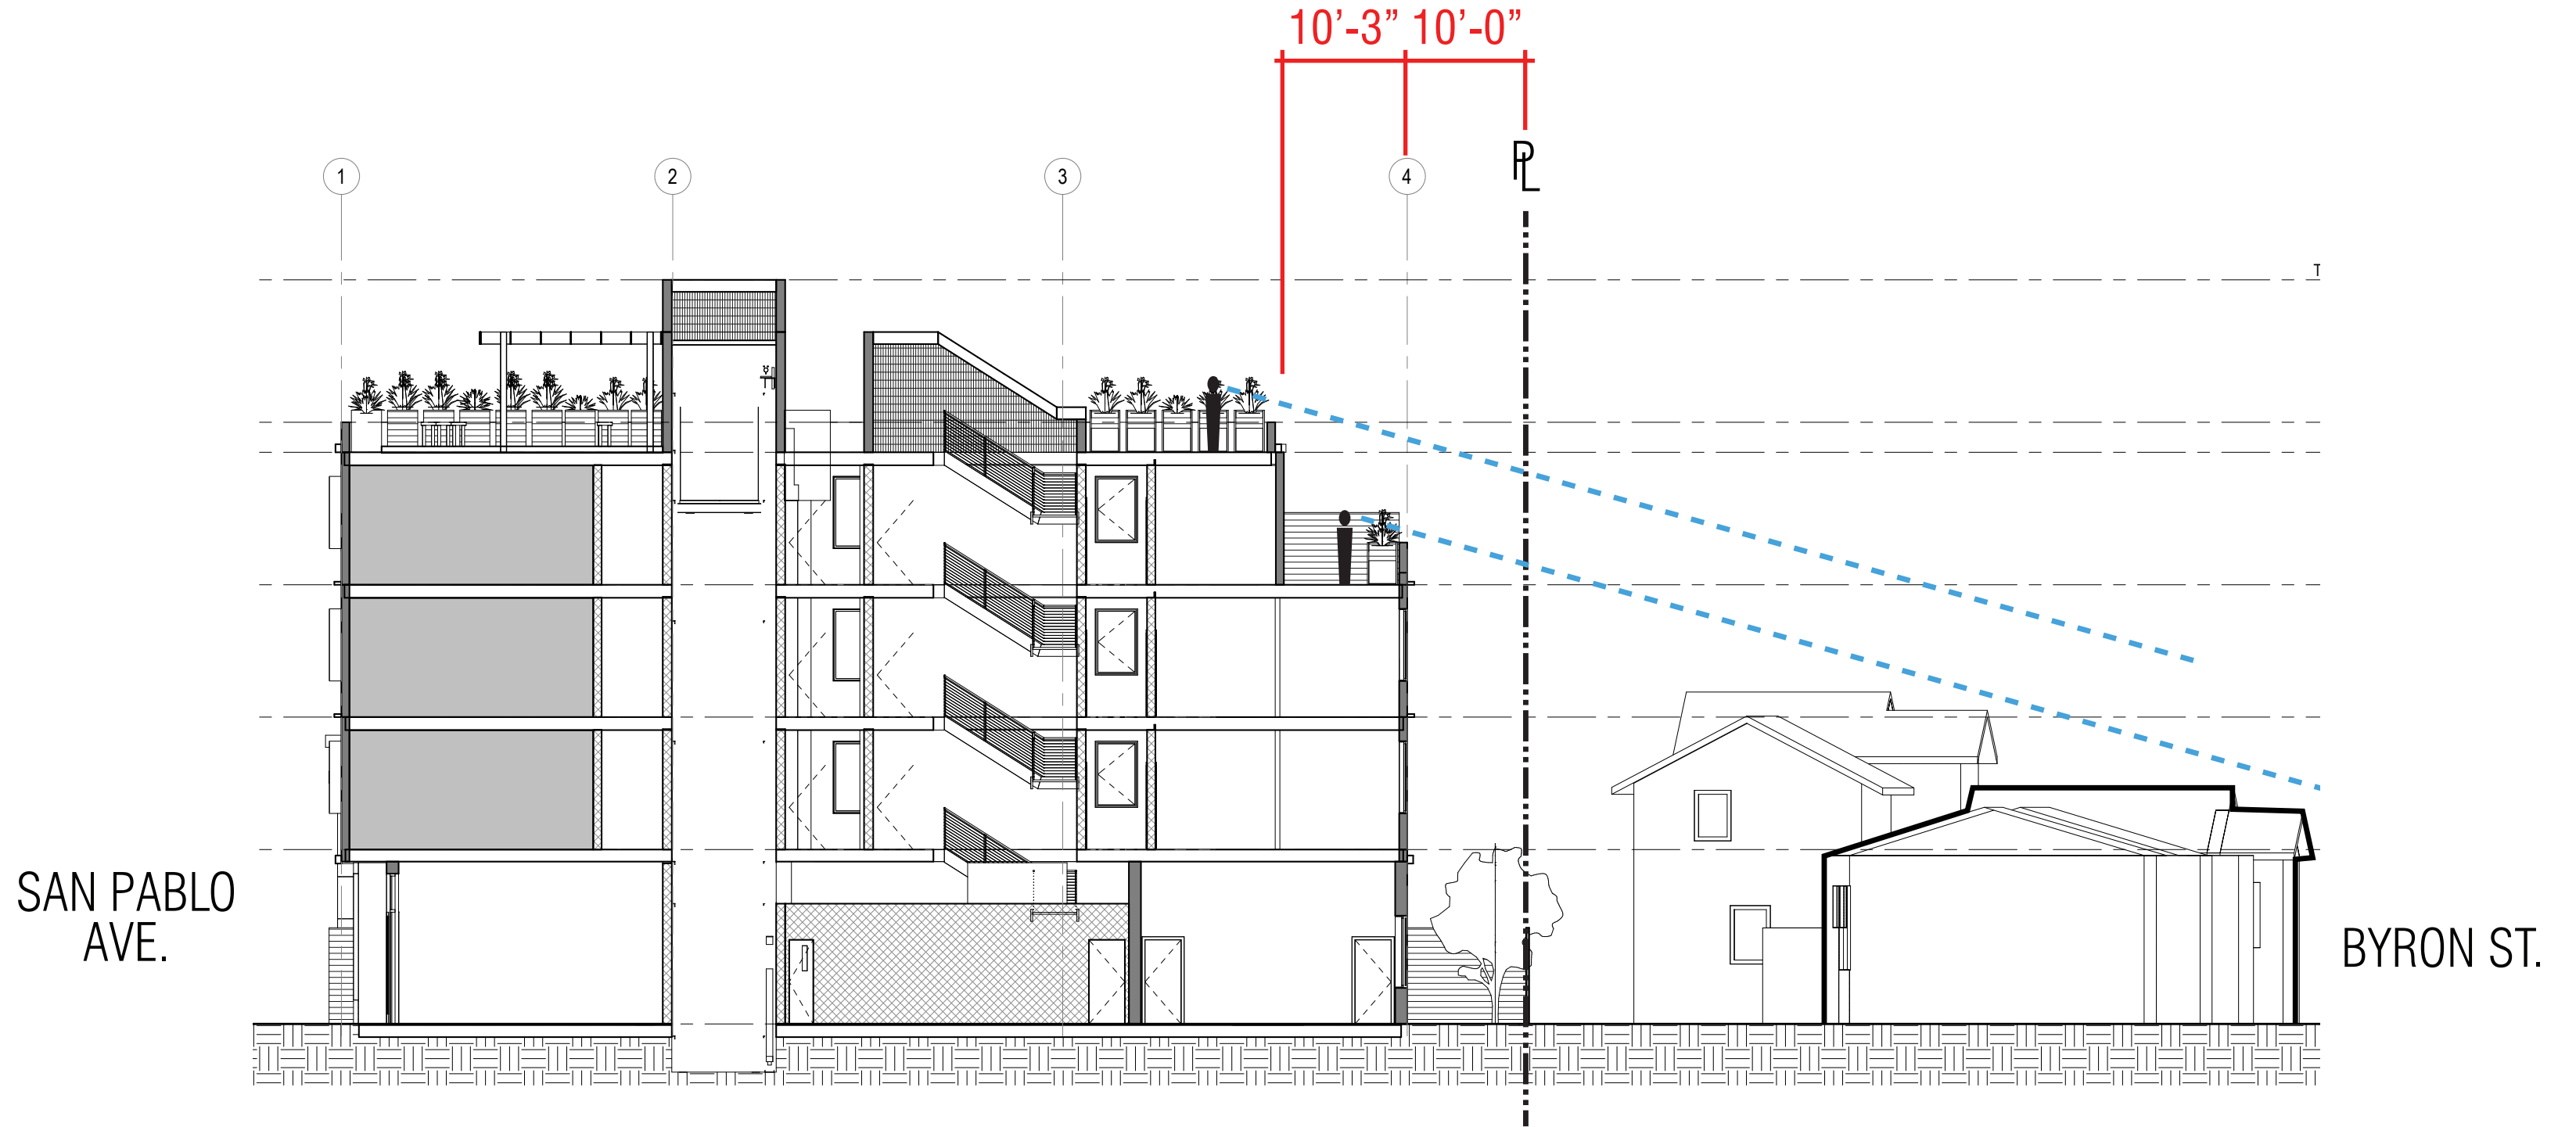 10’-3” 10’-0”
PL
1 2 3 4
T
SAN PABLO
AVE.
BYRON ST.